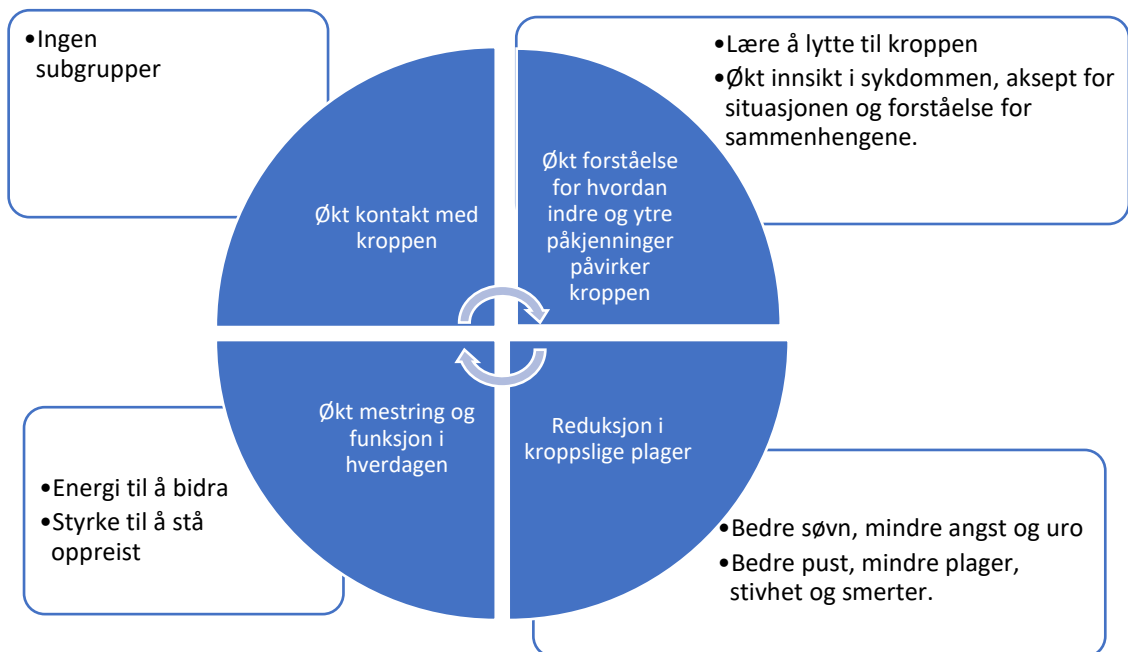 •Ingen
subgrupper
Økt kontakt med
kroppen
•Lære å lytte til kroppen
•Økt innsikt i sykdommen, aksept for
situasjonen og forståelse for
sammenhengene.
Økt forståelse
for hvordan
indre og ytre
påkjenninger
påvirker
kroppen
Økt mestring og
funksjon i
hverdagen
•Energi til å bidra
•Styrke til å stå
oppreist
Reduksjon i
kroppslige plager
•Bedre søvn, mindre angst og uro
•Bedre pust, mindre plager,
stivhet og smerter.